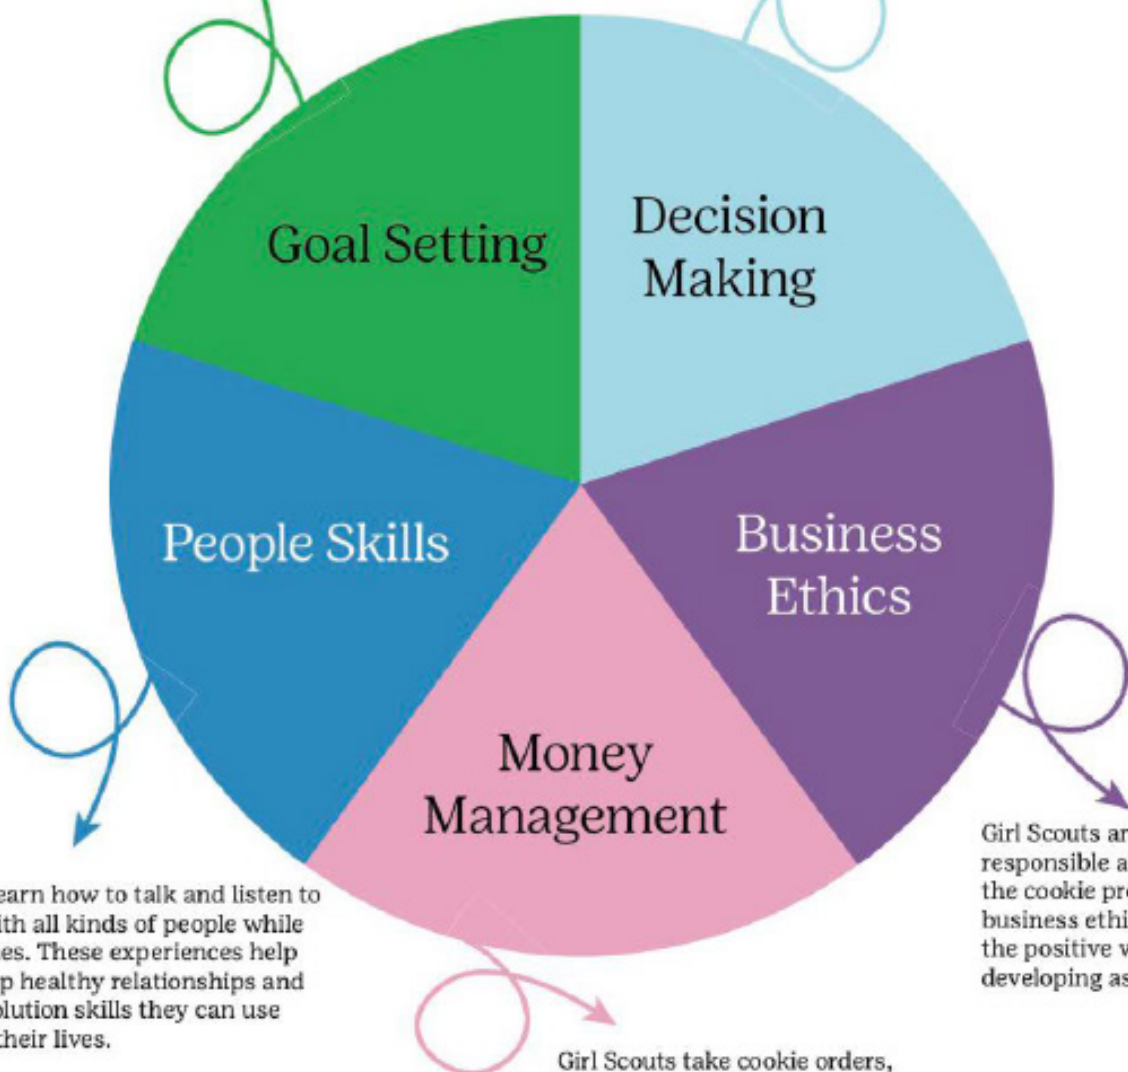 Goal Setting
Decision
Making
People Skills
Business
Ethics
Money
Management
earn how to talk and listen to
ith all kinds of people while
es. These experiences help
p healthy relationships and
olution skills they can use
their lives.
Girl Scouts ar
responsible a
the cookie pr
business ethi
the positive v
developing as
Girl Scouts take cookie orders,